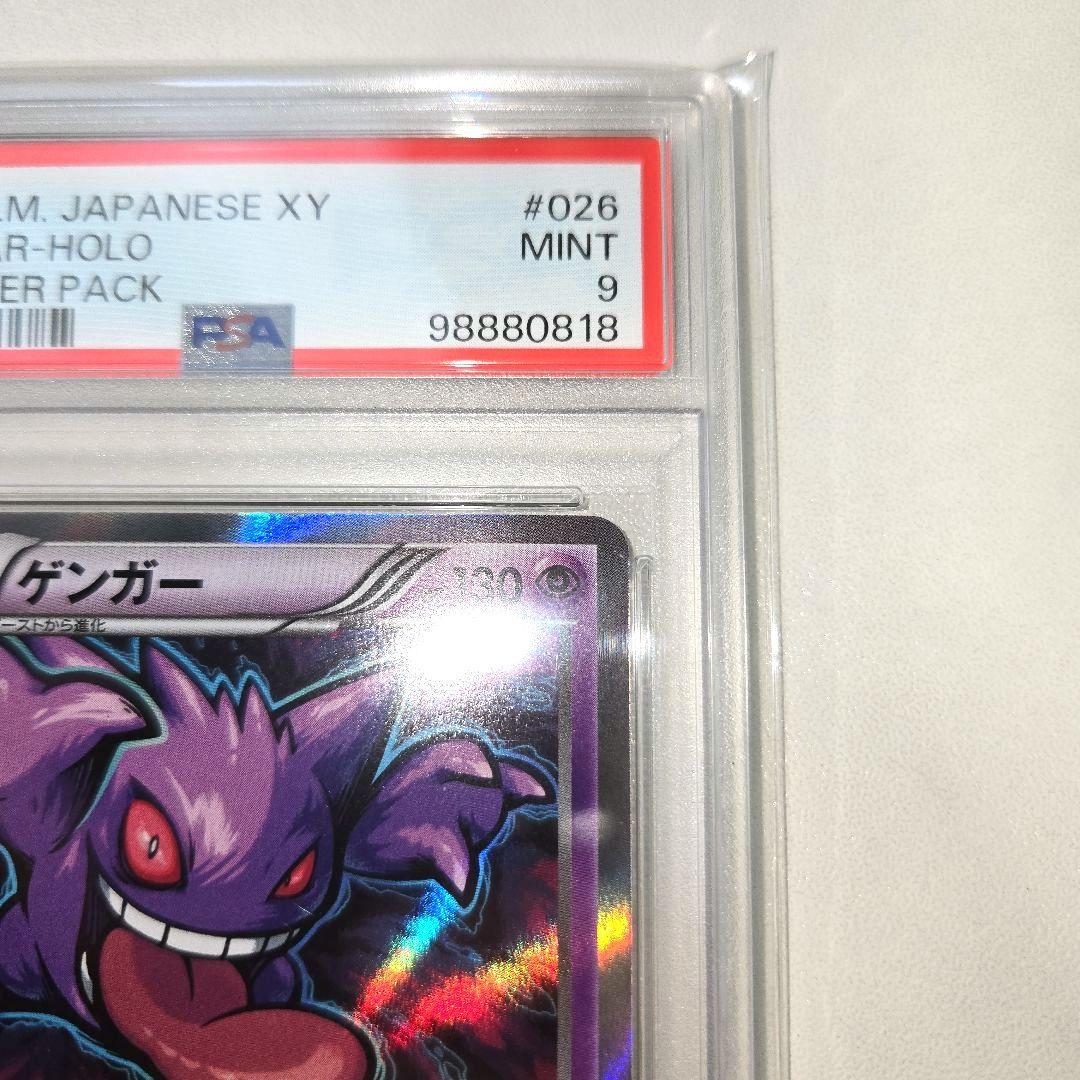 .M. JAPANESE XY #026
AR-HOLO MINT
ER PACK 9
PSA 98880818
ゲンガー 130
ーストから進化